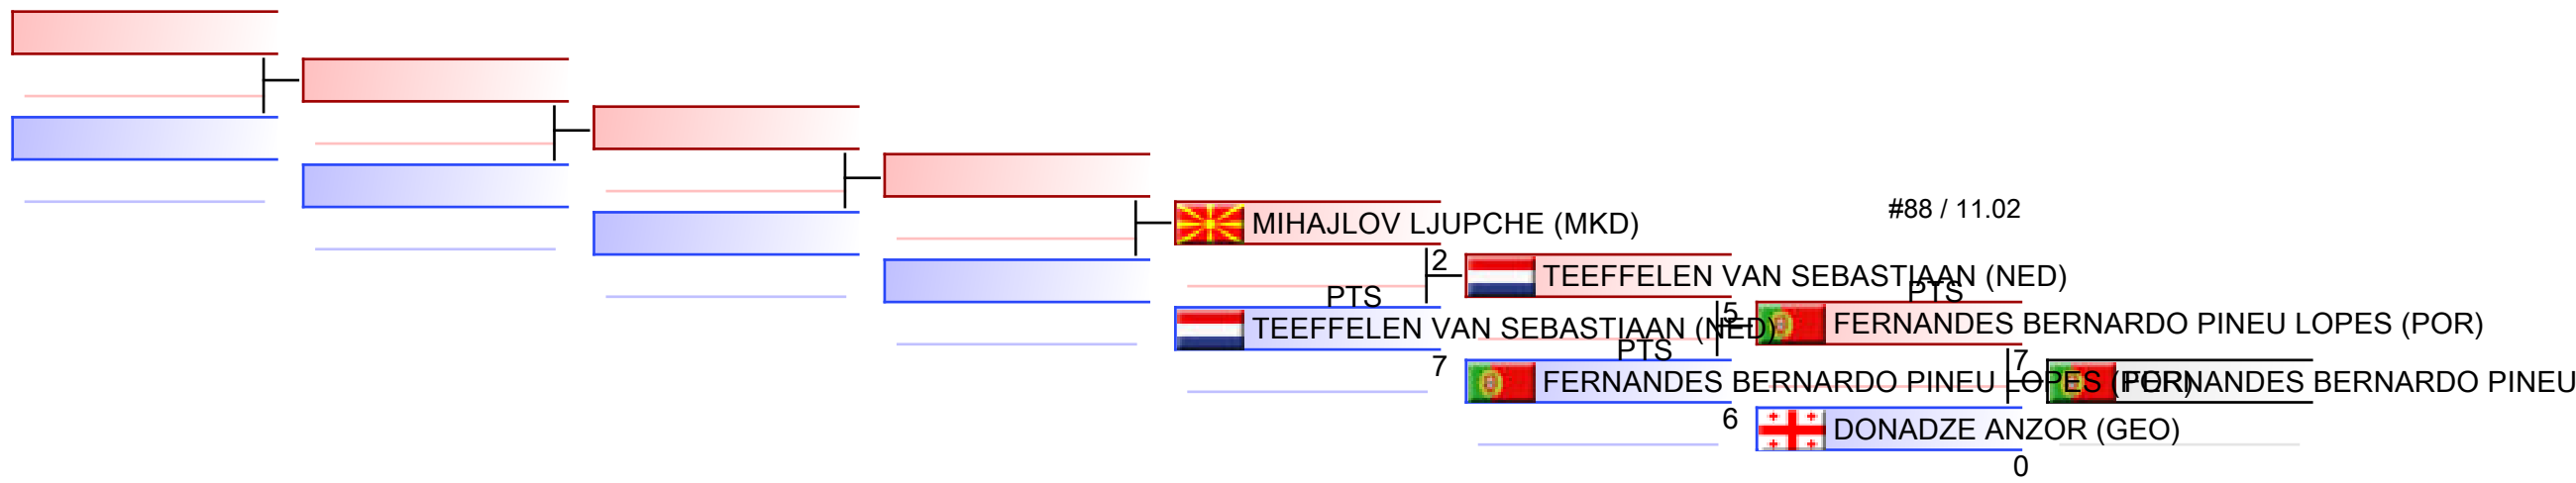 #88 / 11.02
MIHAJLOV LJUPCHE (MKD)
2
TEEFFELEN VAN SEBASTIAAN (NED)
PTS
PTS
5
TEEFFELEN VAN SEBASTIAAN (NED)
FERNANDES BERNARDO PINEU LOPES (POR)
PTS
7
7
FERNANDES BERNARDO PINEU LOPES (POR)
FERNANDES BERNARDO PINEU
6
DONADZE ANZOR (GEO)
0